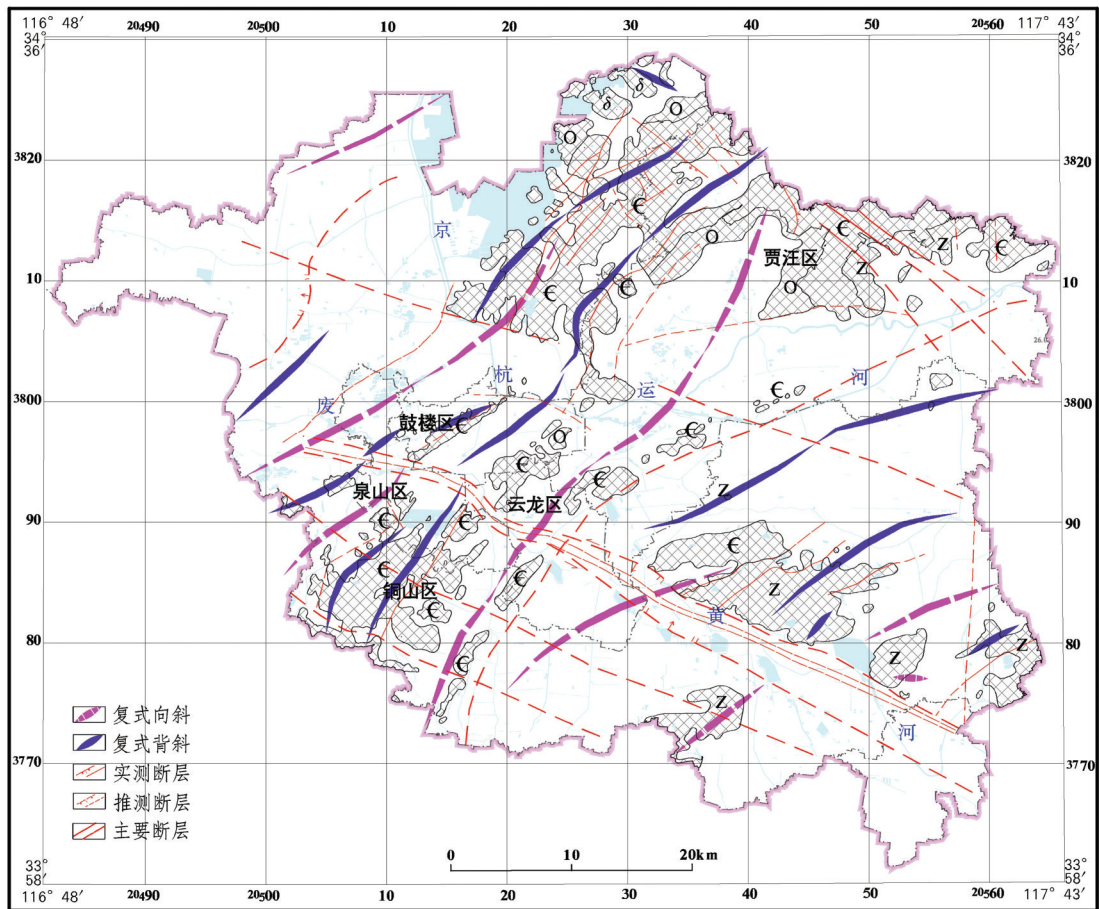 116° 48′
20490
20500
10
20
30
40
50
20560
117° 43′
34°
36′
34°
36′
δ
δ
O
O
3820
3820
京
Є
O
Є
Z
Є
贾汪区
Z
10
Є
Є
O
10
26.0
杭
运
河
Є
3800
废
3800
鼓楼区
Є
O
Є
Є
泉山区
Є
云龙区
Z
90
Є
Є
90
Є
Є
铜山区
Є
Z
Є
黄
80
Є
Z
Z
80
Z
复式向斜
河
复式背斜
3770
3770
实测断层
推测断层
主要断层
0
10
20km
33°
58′
33°
58′
116° 48′
20490
20500
10
20
30
40
50
20560
117° 43′